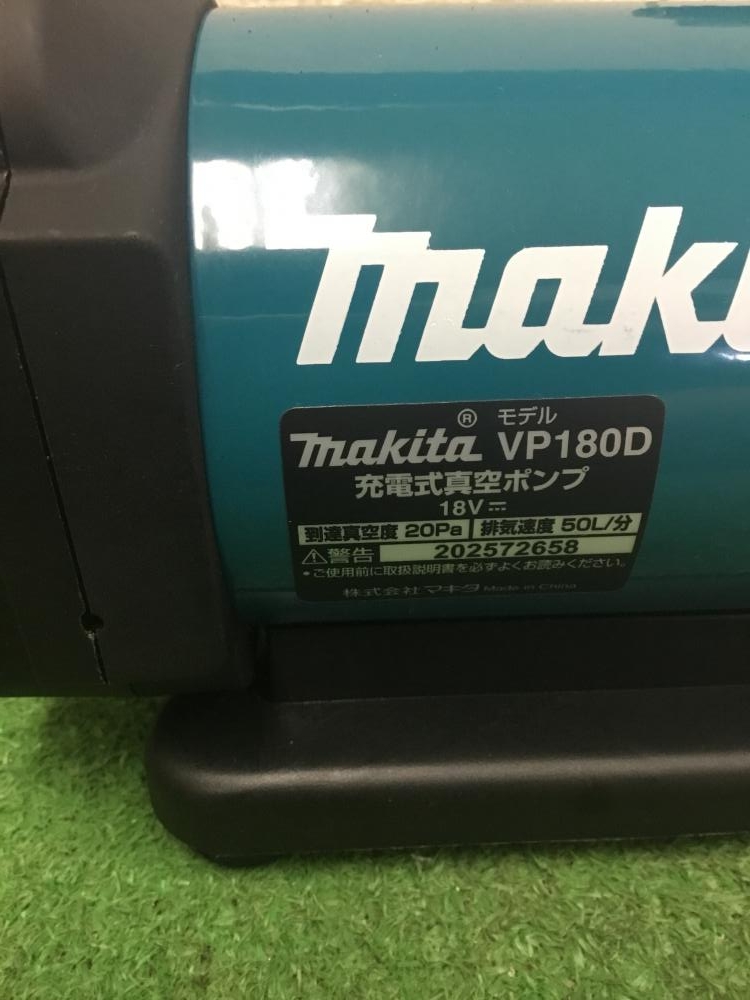 mak
® モデル
makita VP180D
充電式真空ポンプ
18V⎓
到達真空度 20Pa 排気速度 50L/分
⚠警告 202572658
•ご使用前に取扱説明書を必ずよくお読みください。
株式会社マキタ Made in China